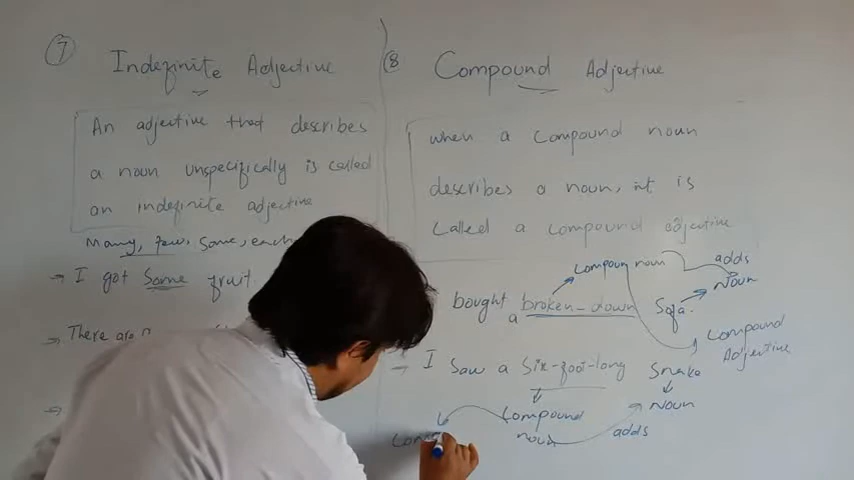 7 Indefinite Adjective
An adjective that describes
a noun unspecifically is called
an indefinite adjective
Many, few, some, each
→ I got Some fruit.
→ There are
8 Compound Adjective
when a compound noun
describes a noun, it is
called a compound adjective
compoun noun adds Noun
bought a broken-down Sofa.
Compound Adjective
→ I saw a six-foot-long Snake
Compound noun adds Noun